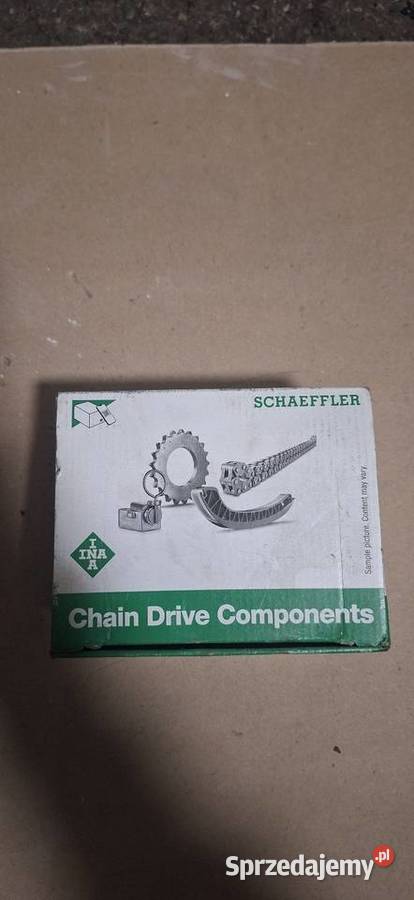 SCHAEFFLER
Sample picture. Content may vary.
I
INA
A
Chain Drive Components
Sprzedajemy.pl